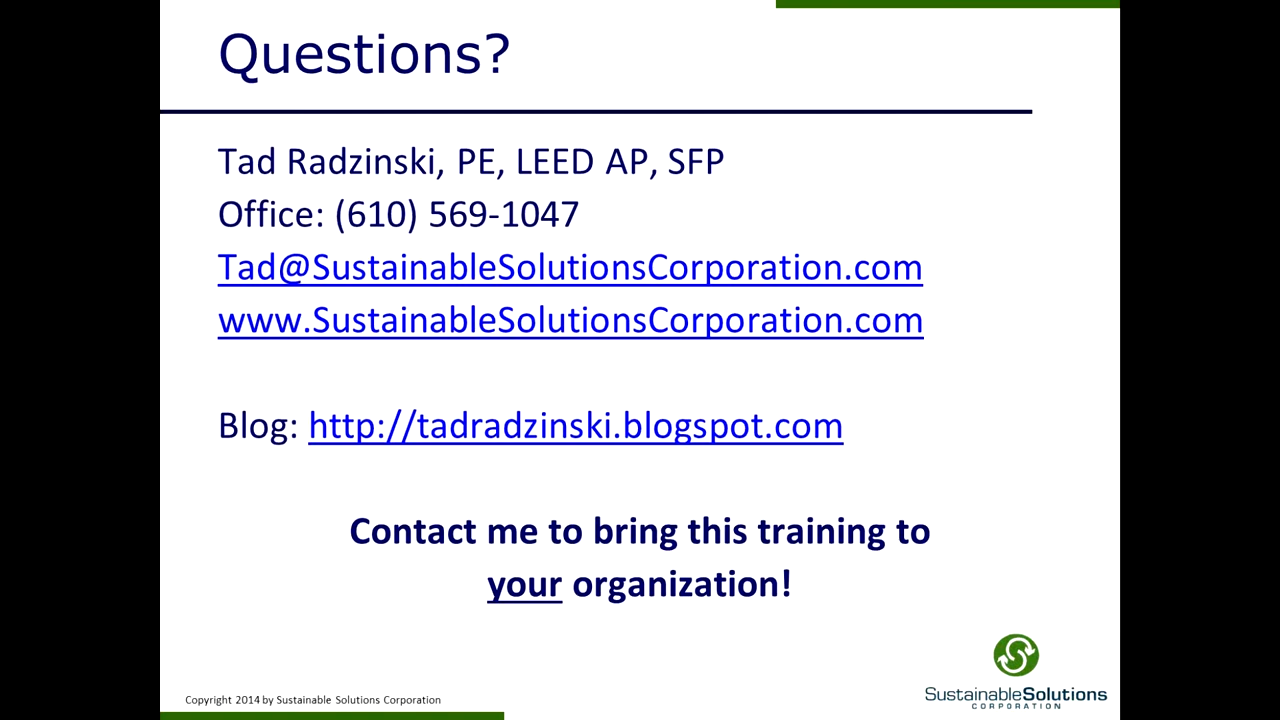 Questions?
Tad Radzinski, PE, LEED AP, SFP
Office: (610) 569-1047
Tad@SustainableSolutionsCorporation.com
www.SustainableSolutionsCorporation.com
Blog: http://tadradzinski.blogspot.com
Contact me to bring this training to
your organization!
Copyright 2014 by Sustainable Solutions Corporation
SustainableSolutions
CORPORATION